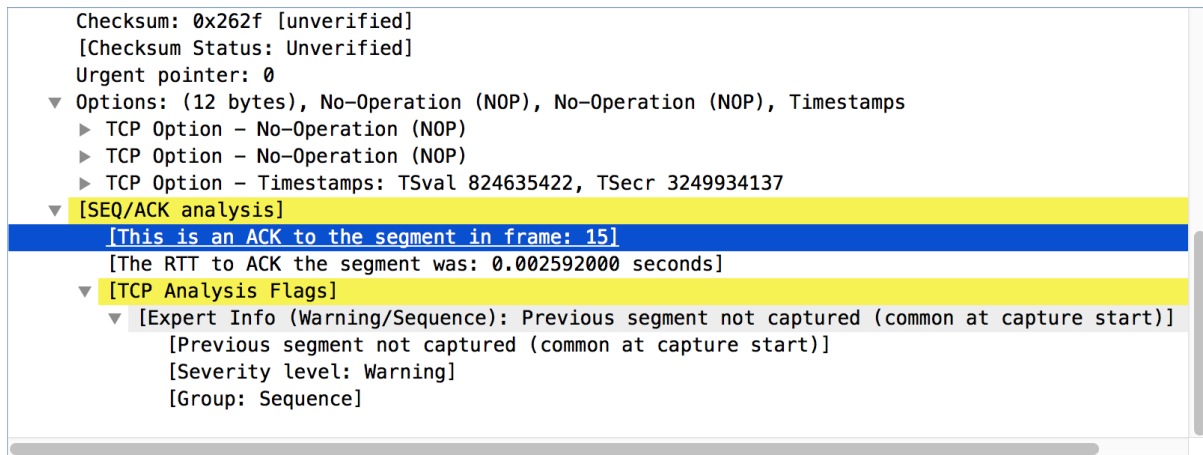 Checksum: 0x262f [unverified]
[Checksum Status: Unverified]
Urgent pointer: 0
Options: (12 bytes), No-Operation (NOP), No-Operation (NOP), Timestamps
TCP Option – No-Operation (NOP)
TCP Option – No-Operation (NOP)
TCP Option – Timestamps: TSval 824635422, TSecr 3249934137
[SEQ/ACK analysis]
[This is an ACK to the segment in frame: 15]
[The RTT to ACK the segment was: 0.002592000 seconds]
[TCP Analysis Flags]
[Expert Info (Warning/Sequence): Previous segment not captured (common at capture start)]
[Previous segment not captured (common at capture start)]
[Severity level: Warning]
[Group: Sequence]